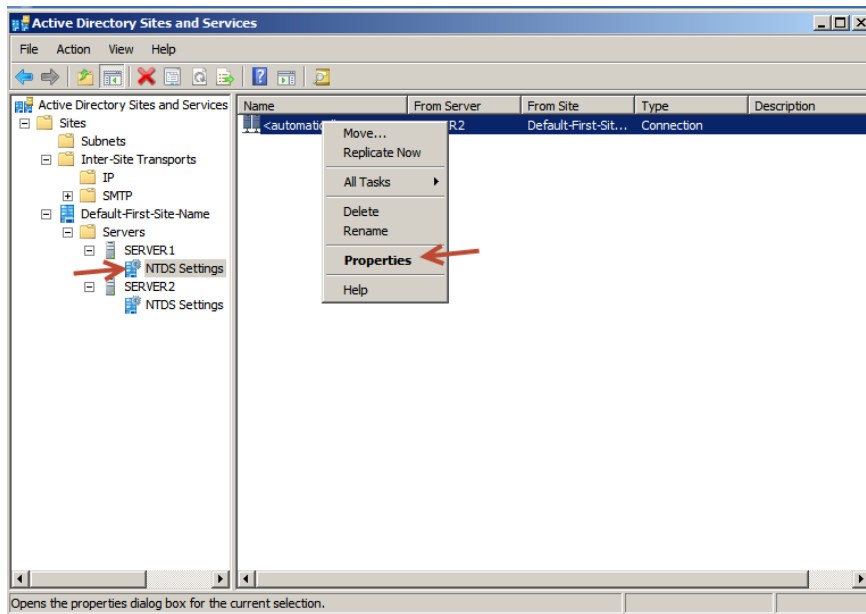 Active Directory Sites and Services
File Action View Help
Active Directory Sites and Services
Sites
Subnets
Inter-Site Transports
IP
SMTP
Default-First-Site-Name
Servers
SERVER1
NTDS Settings
SERVER2
NTDS Settings
Name From Server From Site Type Description
<automatic R2 Default-First-Sit... Connection
Move...
Replicate Now
All Tasks
Delete
Rename
Properties
Help
Opens the properties dialog box for the current selection.